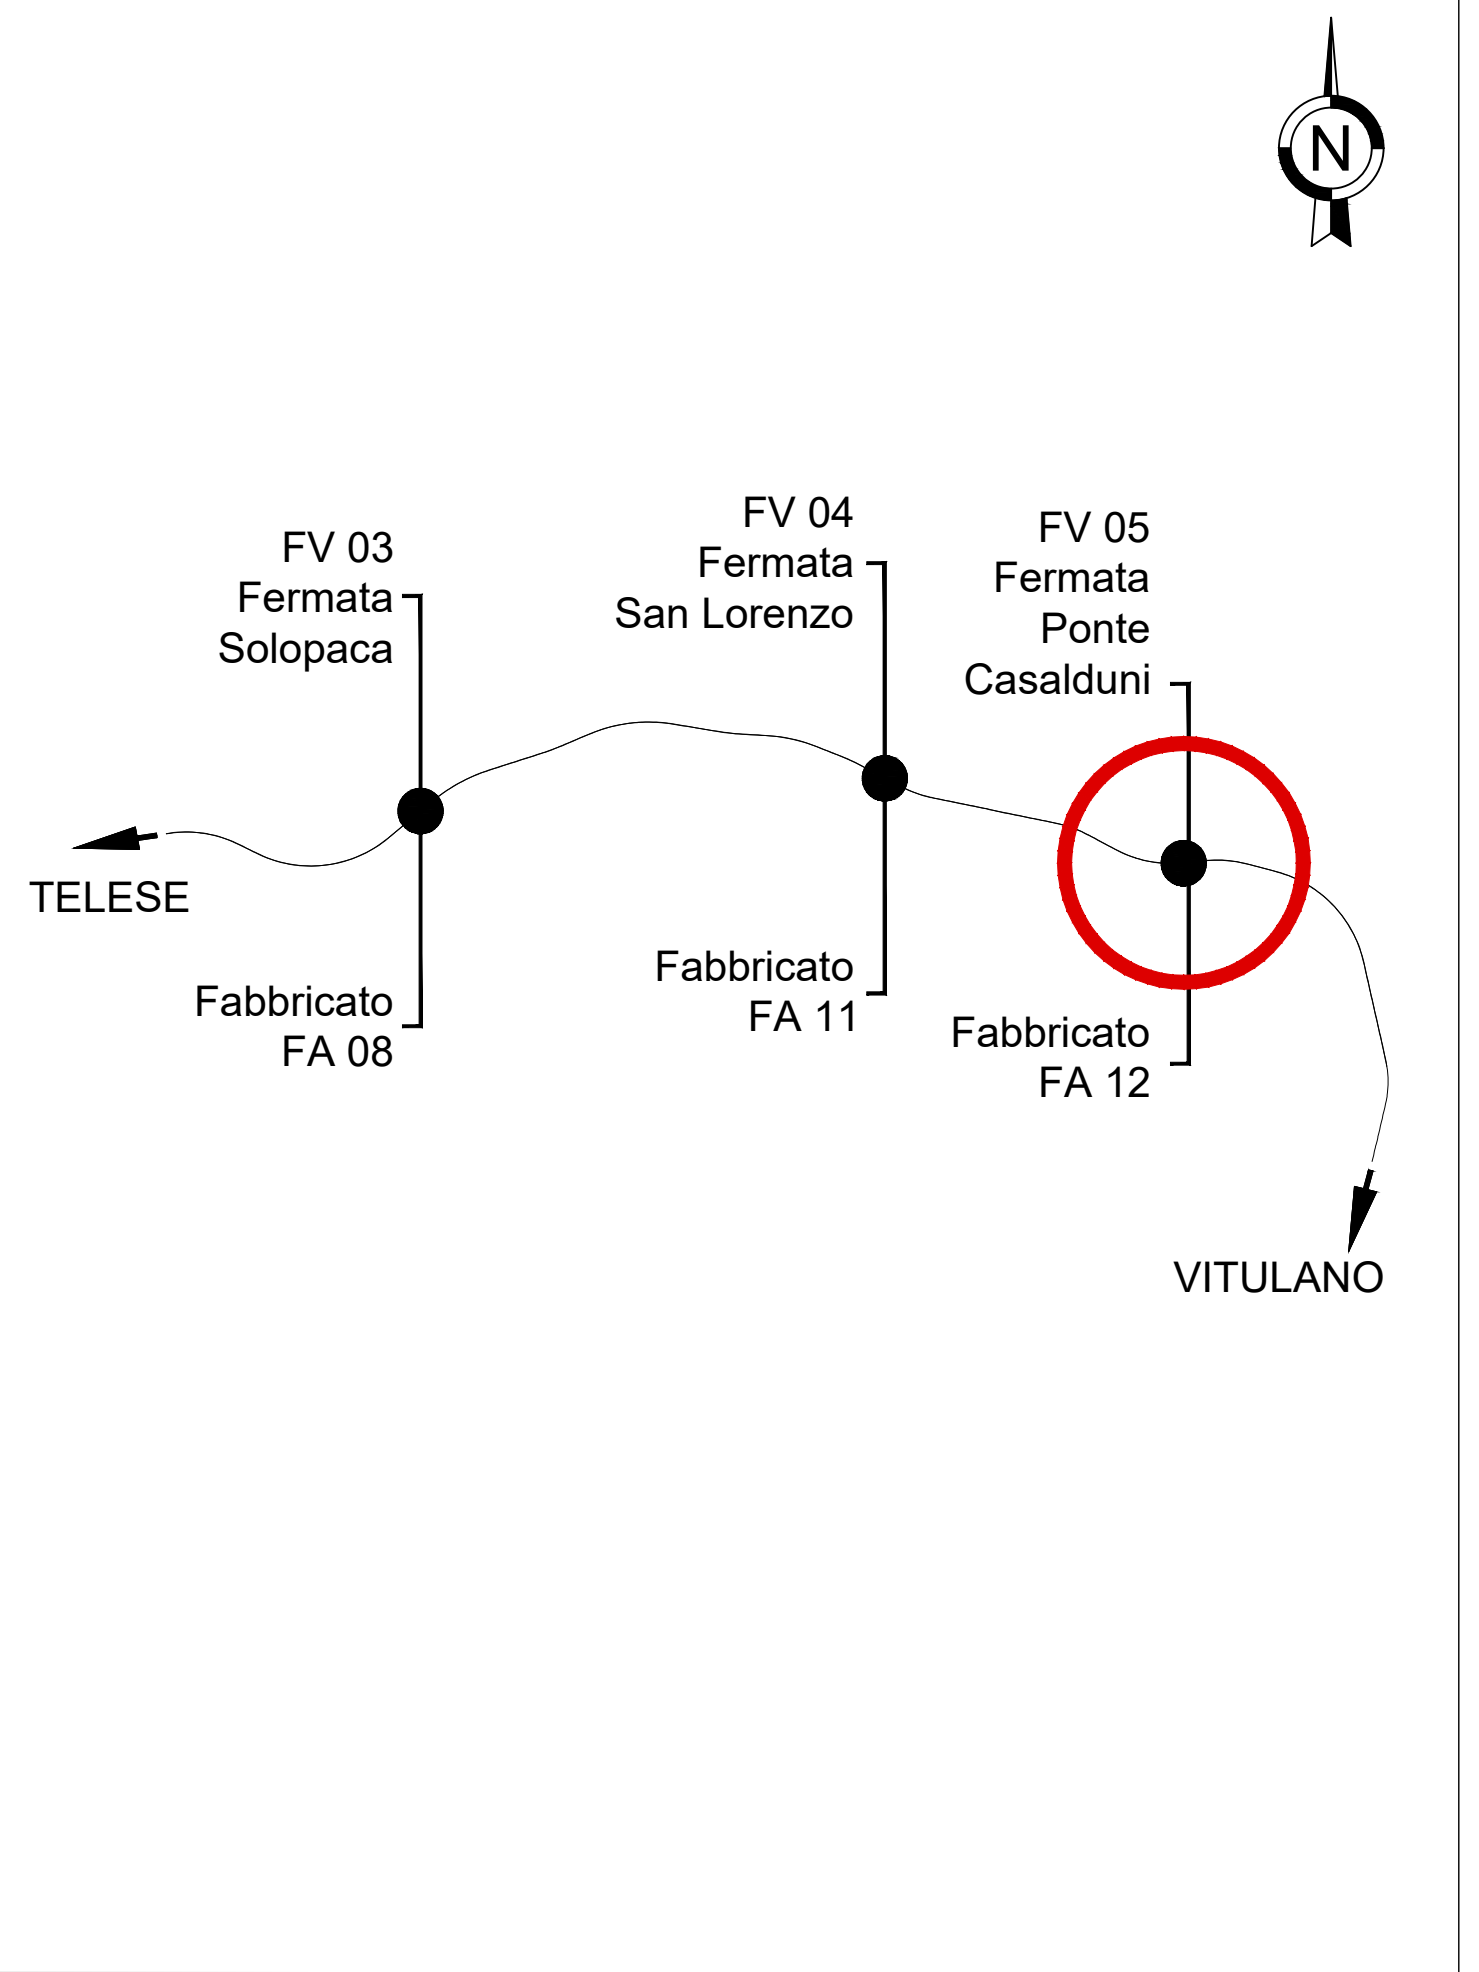 N
FV 03
Fermata
Solopaca
FV 04
Fermata
San Lorenzo
FV 05
Fermata
Ponte
Casalduni
TELESE
Fabbricato
FA 08
Fabbricato
FA 11
Fabbricato
FA 12
VITULANO